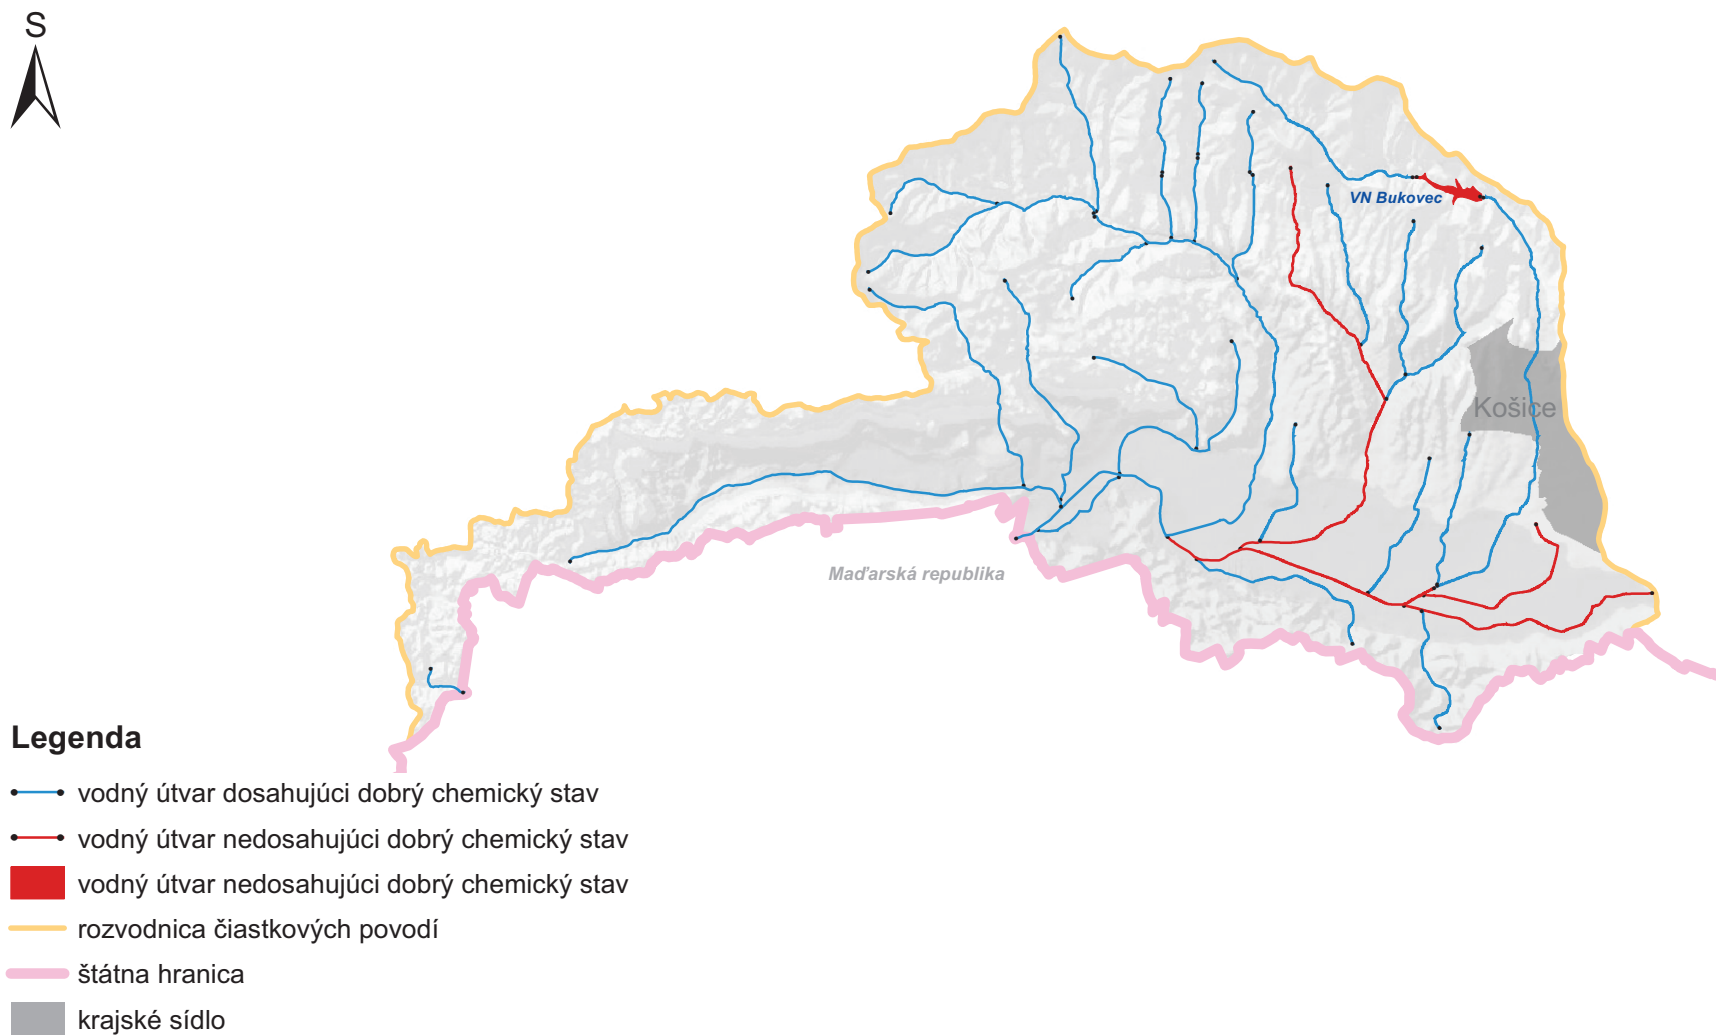 S
VN Bukovec
Košice
Maďarská republika
Legenda
vodný útvar dosahujúci dobrý chemický stav
vodný útvar nedosahujúci dobrý chemický stav
vodný útvar nedosahujúci dobrý chemický stav
rozvodnica čiastkových povodí
štátna hranica
krajské sídlo